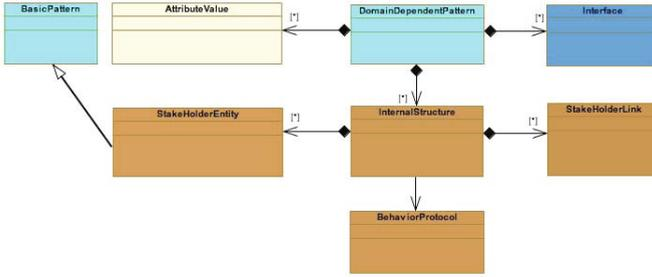 BasicPattern
AttributeValue
[*]
DomainDependentPattern
[*]
Interface
[*]
StakeHolderEntity
[*]
InternalStructure
[*]
StakeHolderLink
BehaviorProtocol